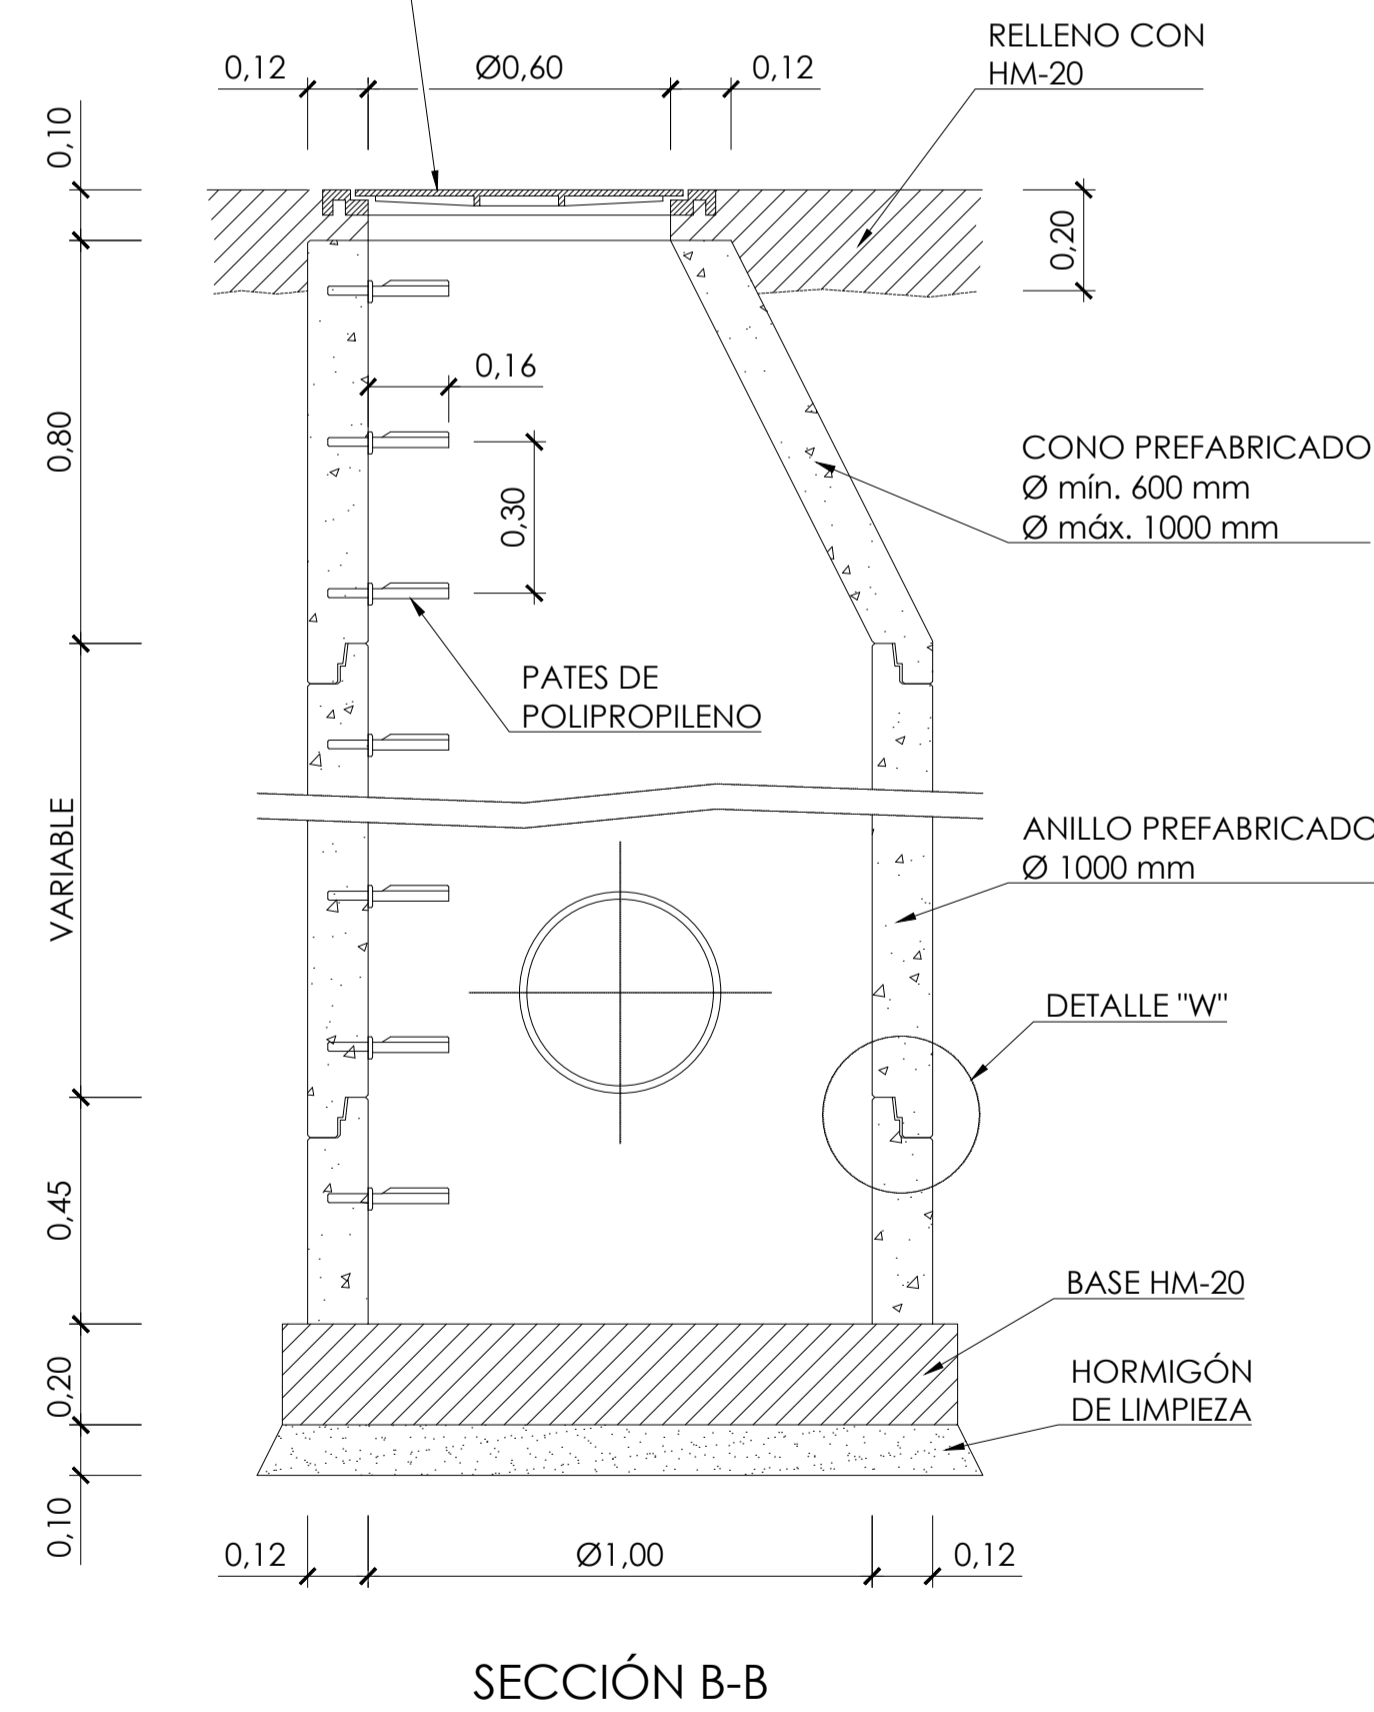 0,12
Ø0,60
0,12
RELLENO CON
HM-20
0,10
0,20
0,80
0,16
0,30
CONO PREFABRICADO
Ø mín. 600 mm
Ø máx. 1000 mm
PATES DE
POLIPROPILENO
VARIABLE
ANILLO PREFABRICADO
Ø 1000 mm
DETALLE "W"
0,45
BASE HM-20
0,20
HORMIGÓN
DE LIMPIEZA
0,10
0,12
Ø1,00
0,12
SECCIÓN B-B